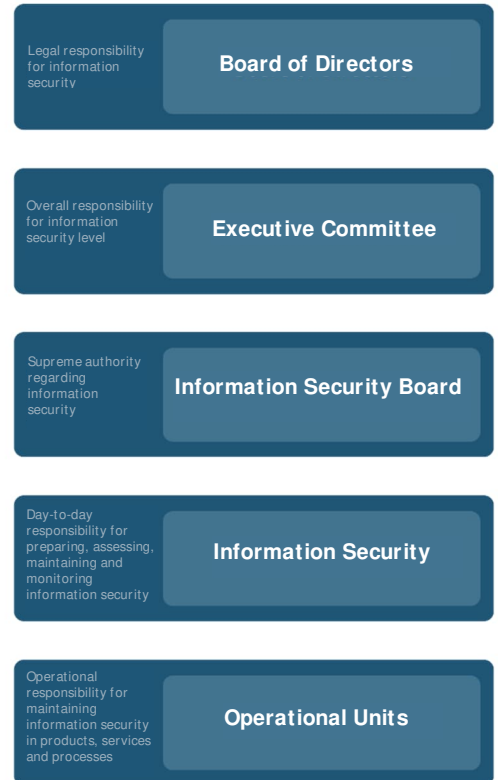 Legal responsibility
for information
security
Board of Directors
Overall responsibility
for information
security level
Executive Committee
Supreme authority
regarding
information
security
Information Security Board
Day-to-day
responsibility for
preparing, assessing,
maintaining and
monitoring
information security
Information Security
Operational
responsibility for
maintaining
information security
in products, services
and processes
Operational Units